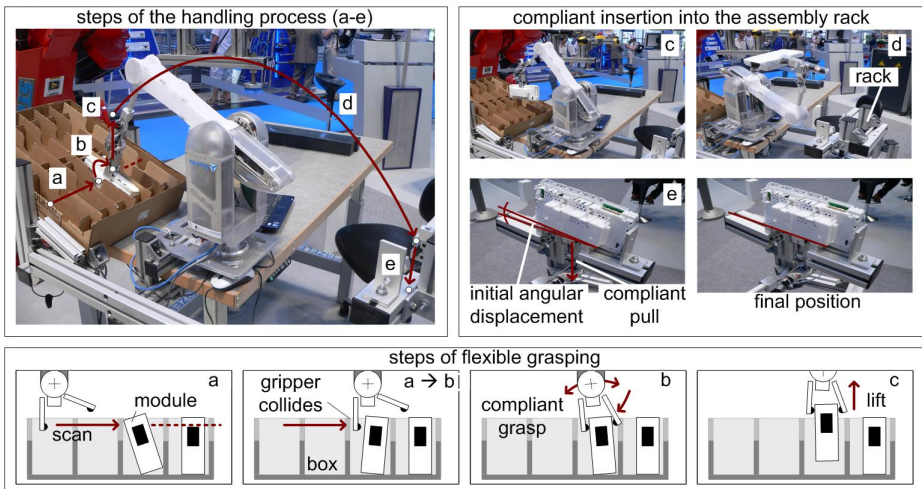 steps of the handling process (a-e)
a
b
c
d
e
compliant insertion into the assembly rack
c
d
rack
e
initial angular
displacement
compliant
pull
final position
steps of flexible grasping
a
module
scan
gripper
collides
a → b
box
b
compliant
grasp
c
lift